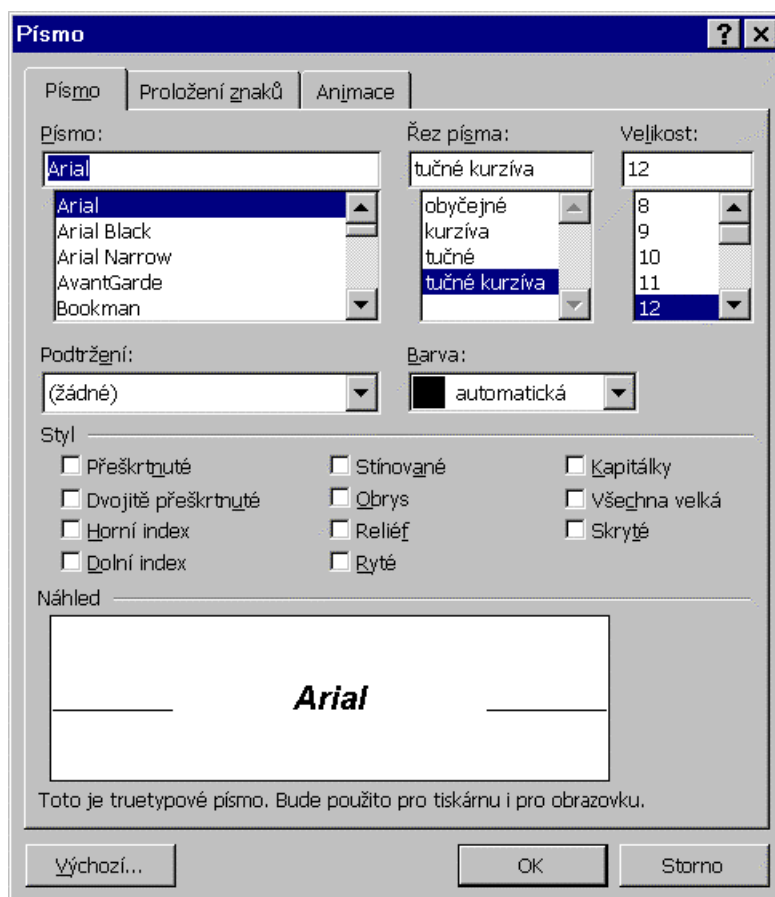 Písmo
Písmo Proložení znaků Animace
Písmo: Řez písma: Velikost:
Arial tučné kurzíva 12
Arial obyčejné 8
Arial Black kurzíva 9
Arial Narrow tučné 10
AvantGarde tučné kurzíva 11
Bookman 12
Podtržení: Barva:
(žádné) automatická
Styl
Přeškrtnuté Stínované Kapitálky
Dvojitě přeškrtnuté Obrys Všechna velká
Horní index Reliéf Skryté
Dolní index Ryté
Náhled
Arial
Toto je truetypové písmo. Bude použito pro tiskárnu i pro obrazovku.
Výchozí... OK Storno